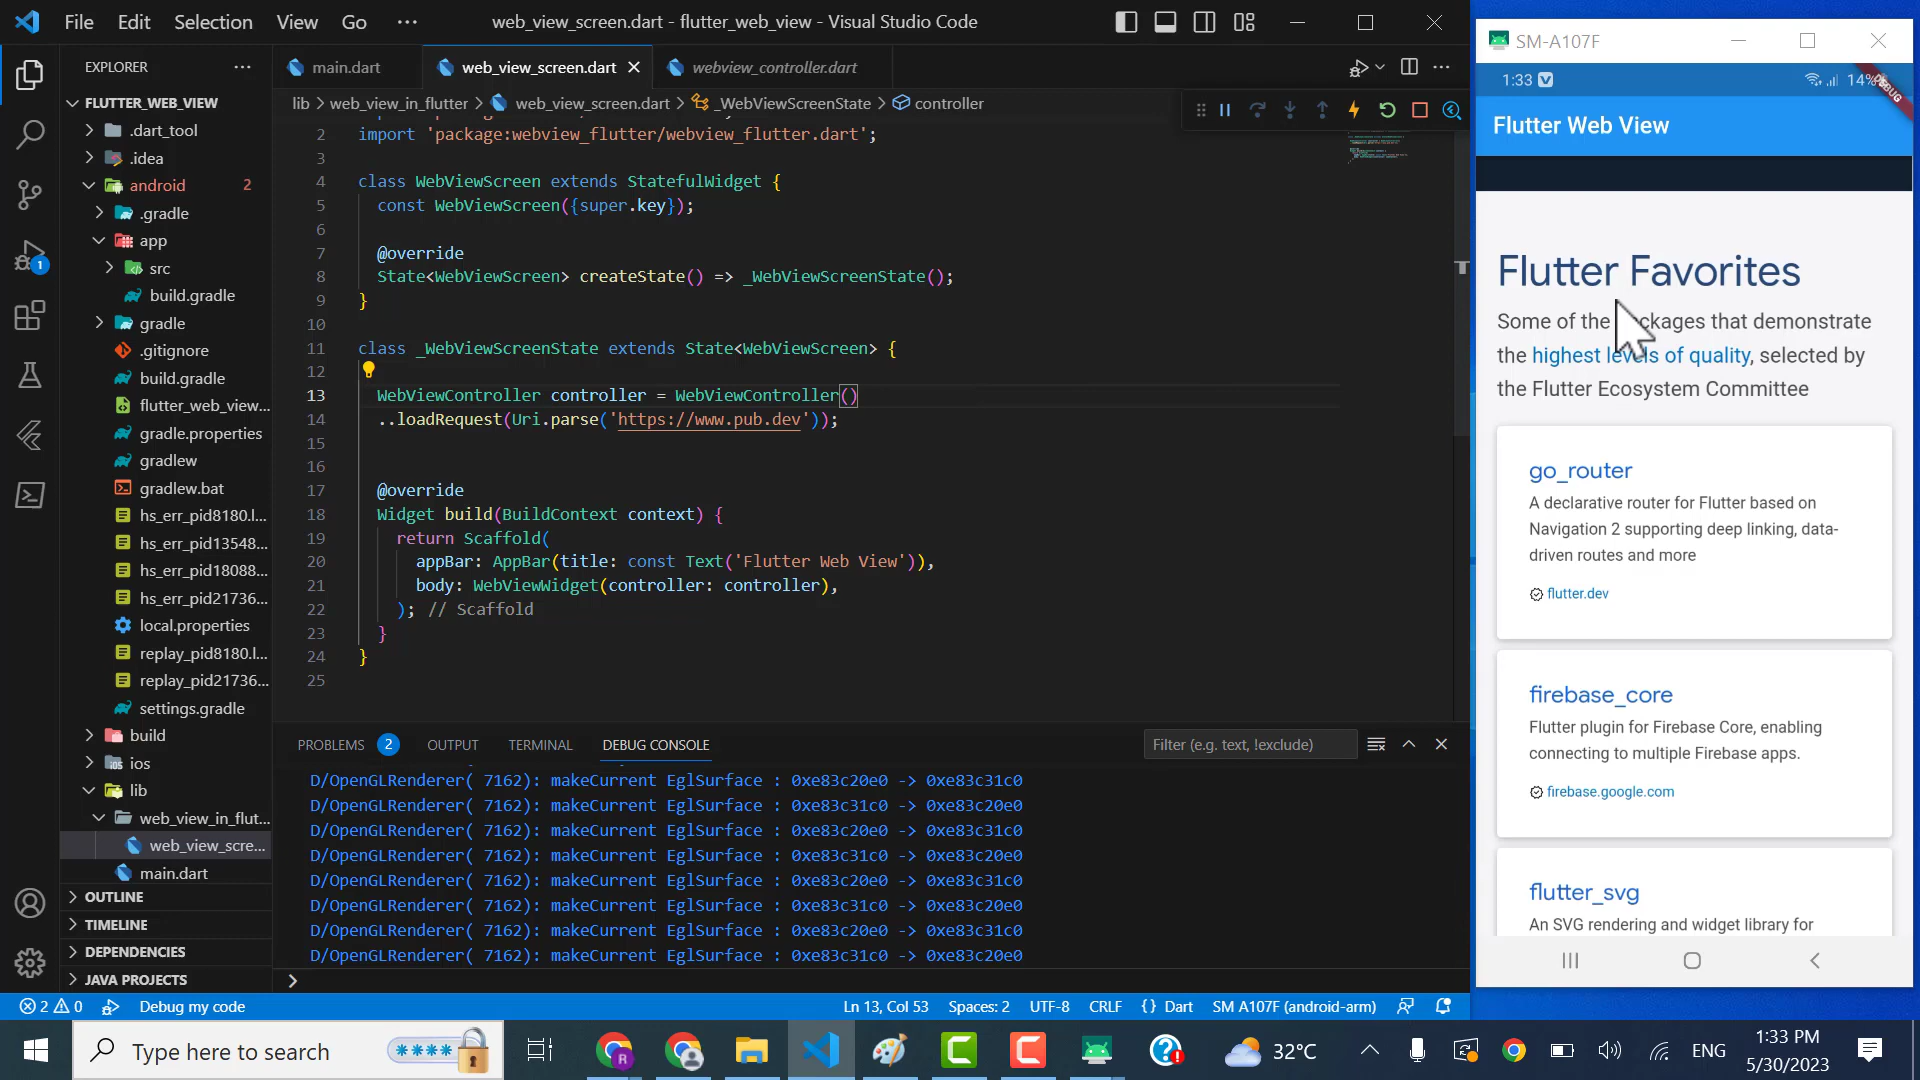 File Edit Selection View Go ···
web_view_screen.dart - flutter_web_view - Visual Studio Code
EXPLORER
FLUTTER_WEB_VIEW
.dart_tool
.idea
android 2
.gradle
app
src
build.gradle
gradle
.gitignore
build.gradle
flutter_web_view...
gradle.properties
gradlew
gradlew.bat
hs_err_pid8180.l...
hs_err_pid13548...
hs_err_pid18088...
hs_err_pid21736...
local.properties
replay_pid8180.l...
replay_pid21736...
settings.gradle
build
ios
lib
web_view_in_flut...
web_view_scre...
main.dart
OUTLINE
TIMELINE
DEPENDENCIES
JAVA PROJECTS
1
main.dart web_view_screen.dart webview_controller.dart
lib > web_view_in_flutter > web_view_screen.dart > _WebViewScreenState > controller
2 import 'package:webview_flutter/webview_flutter.dart';
3
4 class WebViewScreen extends StatefulWidget {
5 const WebViewScreen({super.key});
6
7 @override
8 State<WebViewScreen> createState() => _WebViewScreenState();
9 }
10
11 class _WebViewScreenState extends State<WebViewScreen> {
12
13 WebViewController controller = WebViewController()
14 ..loadRequest(Uri.parse('https://www.pub.dev'));
15
16
17 @override
18 Widget build(BuildContext context) {
19 return Scaffold(
20 appBar: AppBar(title: const Text('Flutter Web View')),
21 body: WebViewWidget(controller: controller),
22 ); // Scaffold
23 }
24 }
25
PROBLEMS 2 OUTPUT TERMINAL DEBUG CONSOLE Filter (e.g. text, !exclude)
D/OpenGLRenderer( 7162): makeCurrent EglSurface : 0xe83c20e0 -> 0xe83c31c0
D/OpenGLRenderer( 7162): makeCurrent EglSurface : 0xe83c31c0 -> 0xe83c20e0
D/OpenGLRenderer( 7162): makeCurrent EglSurface : 0xe83c20e0 -> 0xe83c31c0
D/OpenGLRenderer( 7162): makeCurrent EglSurface : 0xe83c31c0 -> 0xe83c20e0
D/OpenGLRenderer( 7162): makeCurrent EglSurface : 0xe83c20e0 -> 0xe83c31c0
D/OpenGLRenderer( 7162): makeCurrent EglSurface : 0xe83c31c0 -> 0xe83c20e0
D/OpenGLRenderer( 7162): makeCurrent EglSurface : 0xe83c20e0 -> 0xe83c31c0
D/OpenGLRenderer( 7162): makeCurrent EglSurface : 0xe83c31c0 -> 0xe83c20e0
2 0 Debug my code Ln 13, Col 53 Spaces: 2 UTF-8 CRLF {} Dart SM A107F (android-arm)
SM-A107F
1:33 14%
Flutter Web View
Flutter Favorites
Some of the packages that demonstrate
the highest levels of quality, selected by
the Flutter Ecosystem Committee
go_router
A declarative router for Flutter based on
Navigation 2 supporting deep linking, data-
driven routes and more
flutter.dev
firebase_core
Flutter plugin for Firebase Core, enabling
connecting to multiple Firebase apps.
firebase.google.com
flutter_svg
An SVG rendering and widget library for
Type here to search
****
32°C
ENG
1:33 PM
5/30/2023